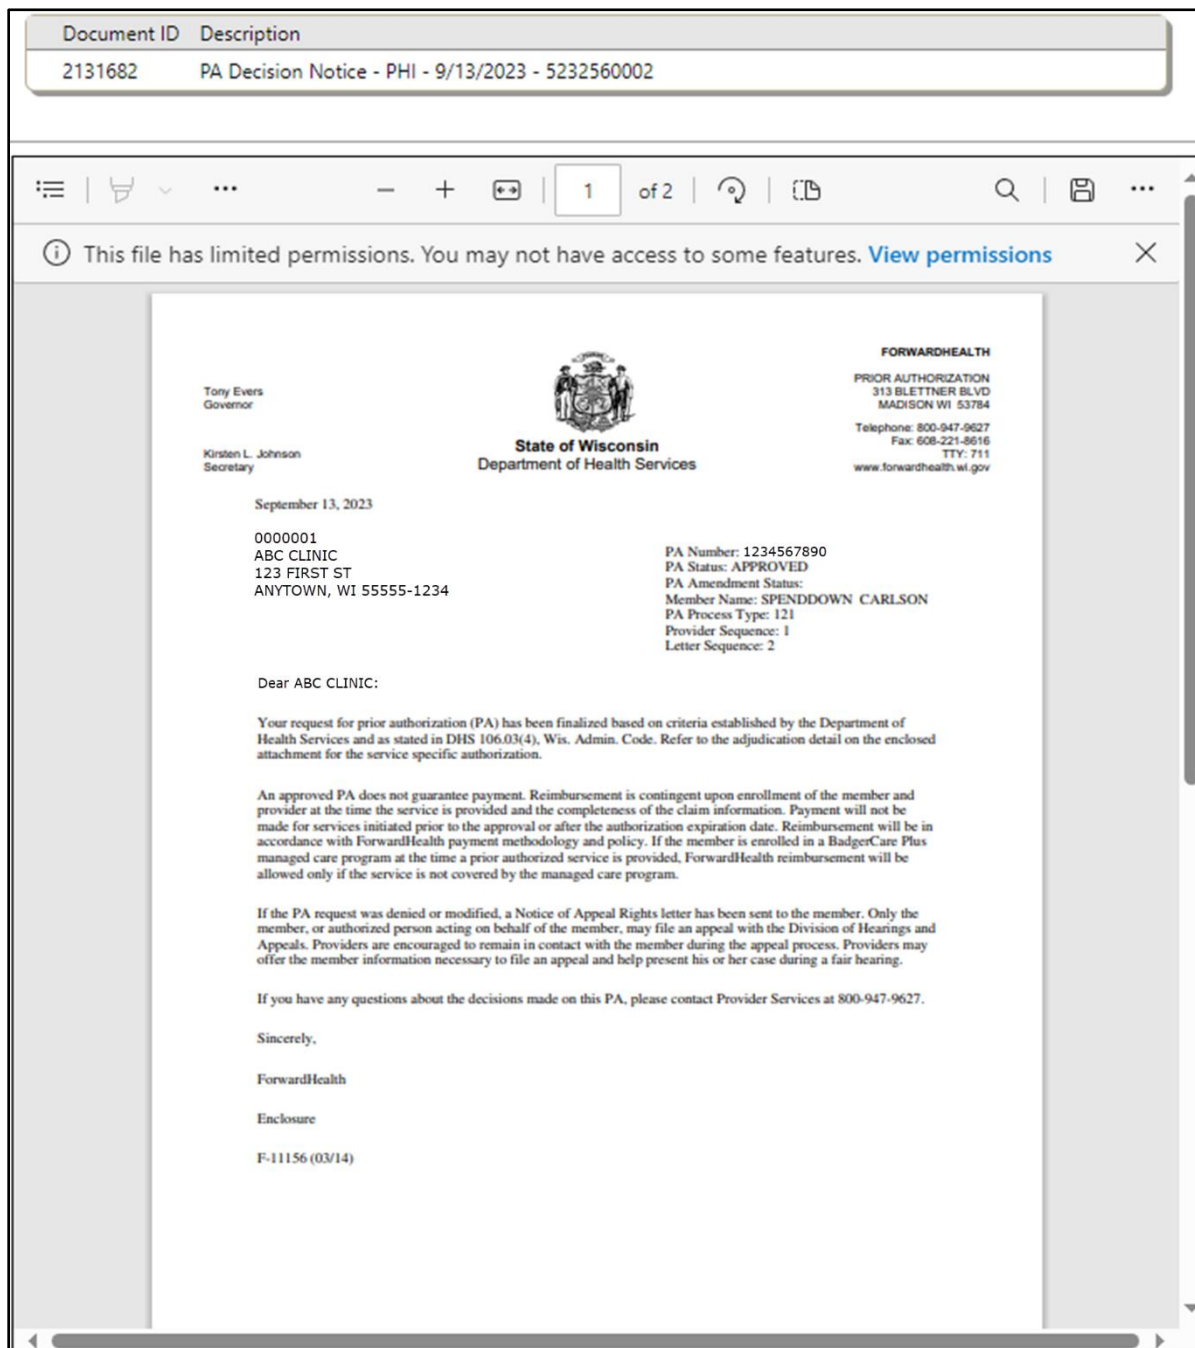 Document ID Description
2131682 PA Decision Notice - PHI - 9/13/2023 - 5232560002
1 of 2
This file has limited permissions. You may not have access to some features. View permissions
Tony Evers
Governor
Kirsten L. Johnson
Secretary
State of Wisconsin
Department of Health Services
FORWARDHEALTH
PRIOR AUTHORIZATION
313 BLETTNER BLVD
MADISON WI 53784
Telephone: 800-947-9627
Fax: 608-221-8616
TTY: 711
www.forwardhealth.wi.gov
September 13, 2023
0000001
ABC CLINIC
123 FIRST ST
ANYTOWN, WI 55555-1234
PA Number: 1234567890
PA Status: APPROVED
PA Amendment Status:
Member Name: SPENDDOWN CARLSON
PA Process Type: 121
Provider Sequence: 1
Letter Sequence: 2
Dear ABC CLINIC:
Your request for prior authorization (PA) has been finalized based on criteria established by the Department of
Health Services and as stated in DHS 106.03(4), Wis. Admin. Code. Refer to the adjudication detail on the enclosed
attachment for the service specific authorization.
An approved PA does not guarantee payment. Reimbursement is contingent upon enrollment of the member and
provider at the time the service is provided and the completeness of the claim information. Payment will not be
made for services initiated prior to the approval or after the authorization expiration date. Reimbursement will be in
accordance with ForwardHealth payment methodology and policy. If the member is enrolled in a BadgerCare Plus
managed care program at the time a prior authorized service is provided, ForwardHealth reimbursement will be
allowed only if the service is not covered by the managed care program.
If the PA request was denied or modified, a Notice of Appeal Rights letter has been sent to the member. Only the
member, or authorized person acting on behalf of the member, may file an appeal with the Division of Hearings and
Appeals. Providers are encouraged to remain in contact with the member during the appeal process. Providers may
offer the member information necessary to file an appeal and help present his or her case during a fair hearing.
If you have any questions about the decisions made on this PA, please contact Provider Services at 800-947-9627.
Sincerely,
ForwardHealth
Enclosure
F-11156 (03/14)